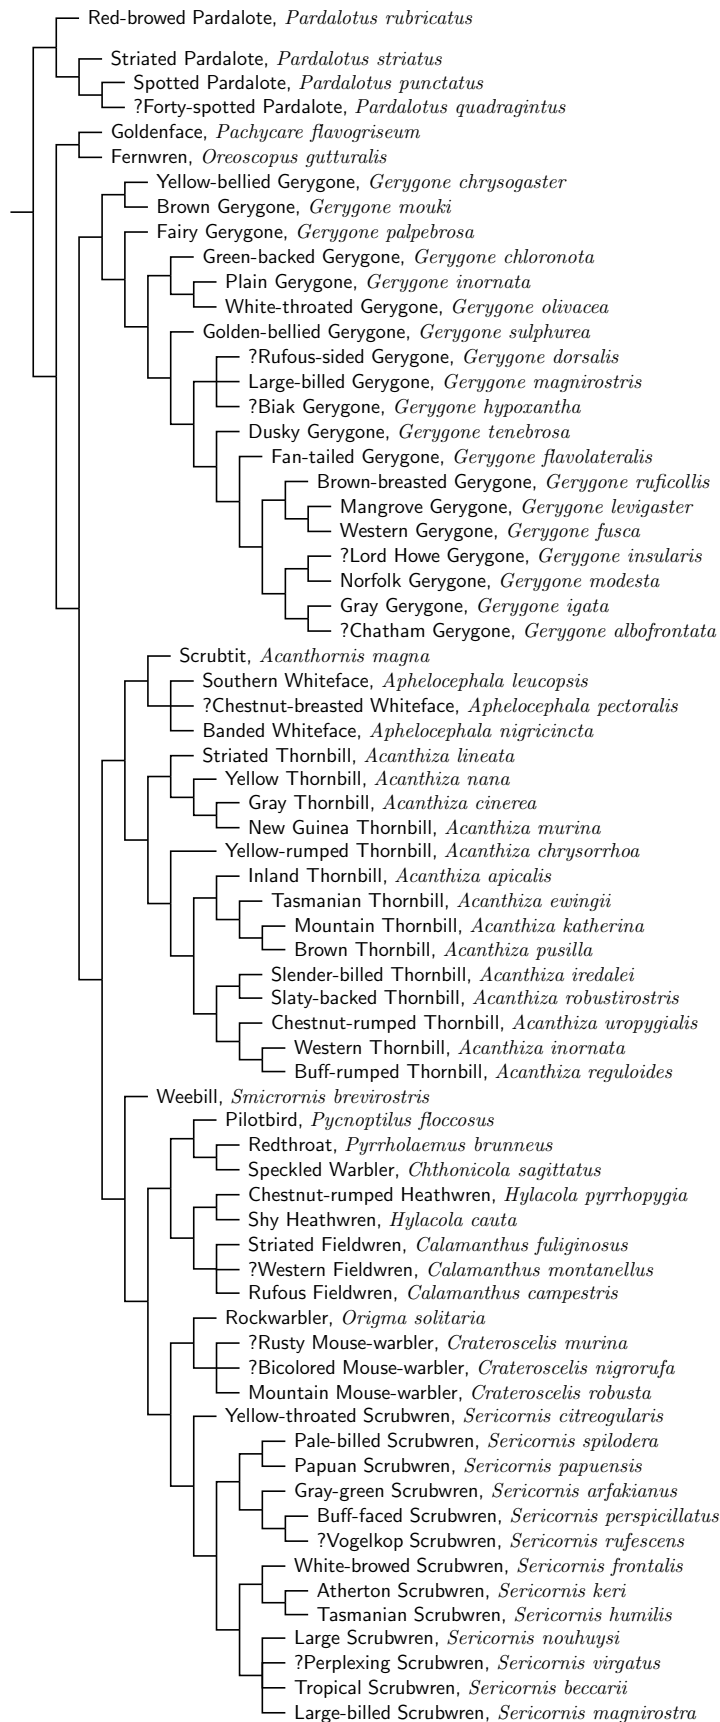 Red-browed Pardalote, Pardalotus rubricatus
Striated Pardalote, Pardalotus striatus
Spotted Pardalote, Pardalotus punctatus
?Forty-spotted Pardalote, Pardalotus quadragintus
Goldenface, Pachycare flavogriseum
Fernwren, Oreoscopus gutturalis
Yellow-bellied Gerygone, Gerygone chrysogaster
Brown Gerygone, Gerygone mouki
Fairy Gerygone, Gerygone palpebrosa
Green-backed Gerygone, Gerygone chloronota
Plain Gerygone, Gerygone inornata
White-throated Gerygone, Gerygone olivacea
Golden-bellied Gerygone, Gerygone sulphurea
?Rufous-sided Gerygone, Gerygone dorsalis
Large-billed Gerygone, Gerygone magnirostris
?Biak Gerygone, Gerygone hypoxantha
Dusky Gerygone, Gerygone tenebrosa
Fan-tailed Gerygone, Gerygone flavolateralis
Brown-breasted Gerygone, Gerygone ruficollis
Mangrove Gerygone, Gerygone levigaster
Western Gerygone, Gerygone fusca
?Lord Howe Gerygone, Gerygone insularis
Norfolk Gerygone, Gerygone modesta
Gray Gerygone, Gerygone igata
?Chatham Gerygone, Gerygone albofrontata
Scrubtit, Acanthornis magna
Southern Whiteface, Aphelocephala leucopsis
?Chestnut-breasted Whiteface, Aphelocephala pectoralis
Banded Whiteface, Aphelocephala nigricincta
Striated Thornbill, Acanthiza lineata
Yellow Thornbill, Acanthiza nana
Gray Thornbill, Acanthiza cinerea
New Guinea Thornbill, Acanthiza murina
Yellow-rumped Thornbill, Acanthiza chrysorrhoa
Inland Thornbill, Acanthiza apicalis
Tasmanian Thornbill, Acanthiza ewingii
Mountain Thornbill, Acanthiza katherina
Brown Thornbill, Acanthiza pusilla
Slender-billed Thornbill, Acanthiza iredalei
Slaty-backed Thornbill, Acanthiza robustirostris
Chestnut-rumped Thornbill, Acanthiza uropygialis
Western Thornbill, Acanthiza inornata
Buff-rumped Thornbill, Acanthiza reguloides
Weebill, Smicrornis brevirostris
Pilotbird, Pycnoptilus floccosus
Redthroat, Pyrrholaemus brunneus
Speckled Warbler, Chthonicola sagittatus
Chestnut-rumped Heathwren, Hylacola pyrrhopygia
Shy Heathwren, Hylacola cauta
Striated Fieldwren, Calamanthus fuliginosus
?Western Fieldwren, Calamanthus montanellus
Rufous Fieldwren, Calamanthus campestris
Rockwarbler, Origma solitaria
?Rusty Mouse-warbler, Crateroscelis murina
?Bicolored Mouse-warbler, Crateroscelis nigrorufa
Mountain Mouse-warbler, Crateroscelis robusta
Yellow-throated Scrubwren, Sericornis citreogularis
Pale-billed Scrubwren, Sericornis spilodera
Papuan Scrubwren, Sericornis papuensis
Gray-green Scrubwren, Sericornis arfakianus
Buff-faced Scrubwren, Sericornis perspicillatus
?Vogelkop Scrubwren, Sericornis rufescens
White-browed Scrubwren, Sericornis frontalis
Atherton Scrubwren, Sericornis keri
Tasmanian Scrubwren, Sericornis humilis
Large Scrubwren, Sericornis nouhuysi
?Perplexing Scrubwren, Sericornis virgatus
Tropical Scrubwren, Sericornis beccarii
Large-billed Scrubwren, Sericornis magnirostra